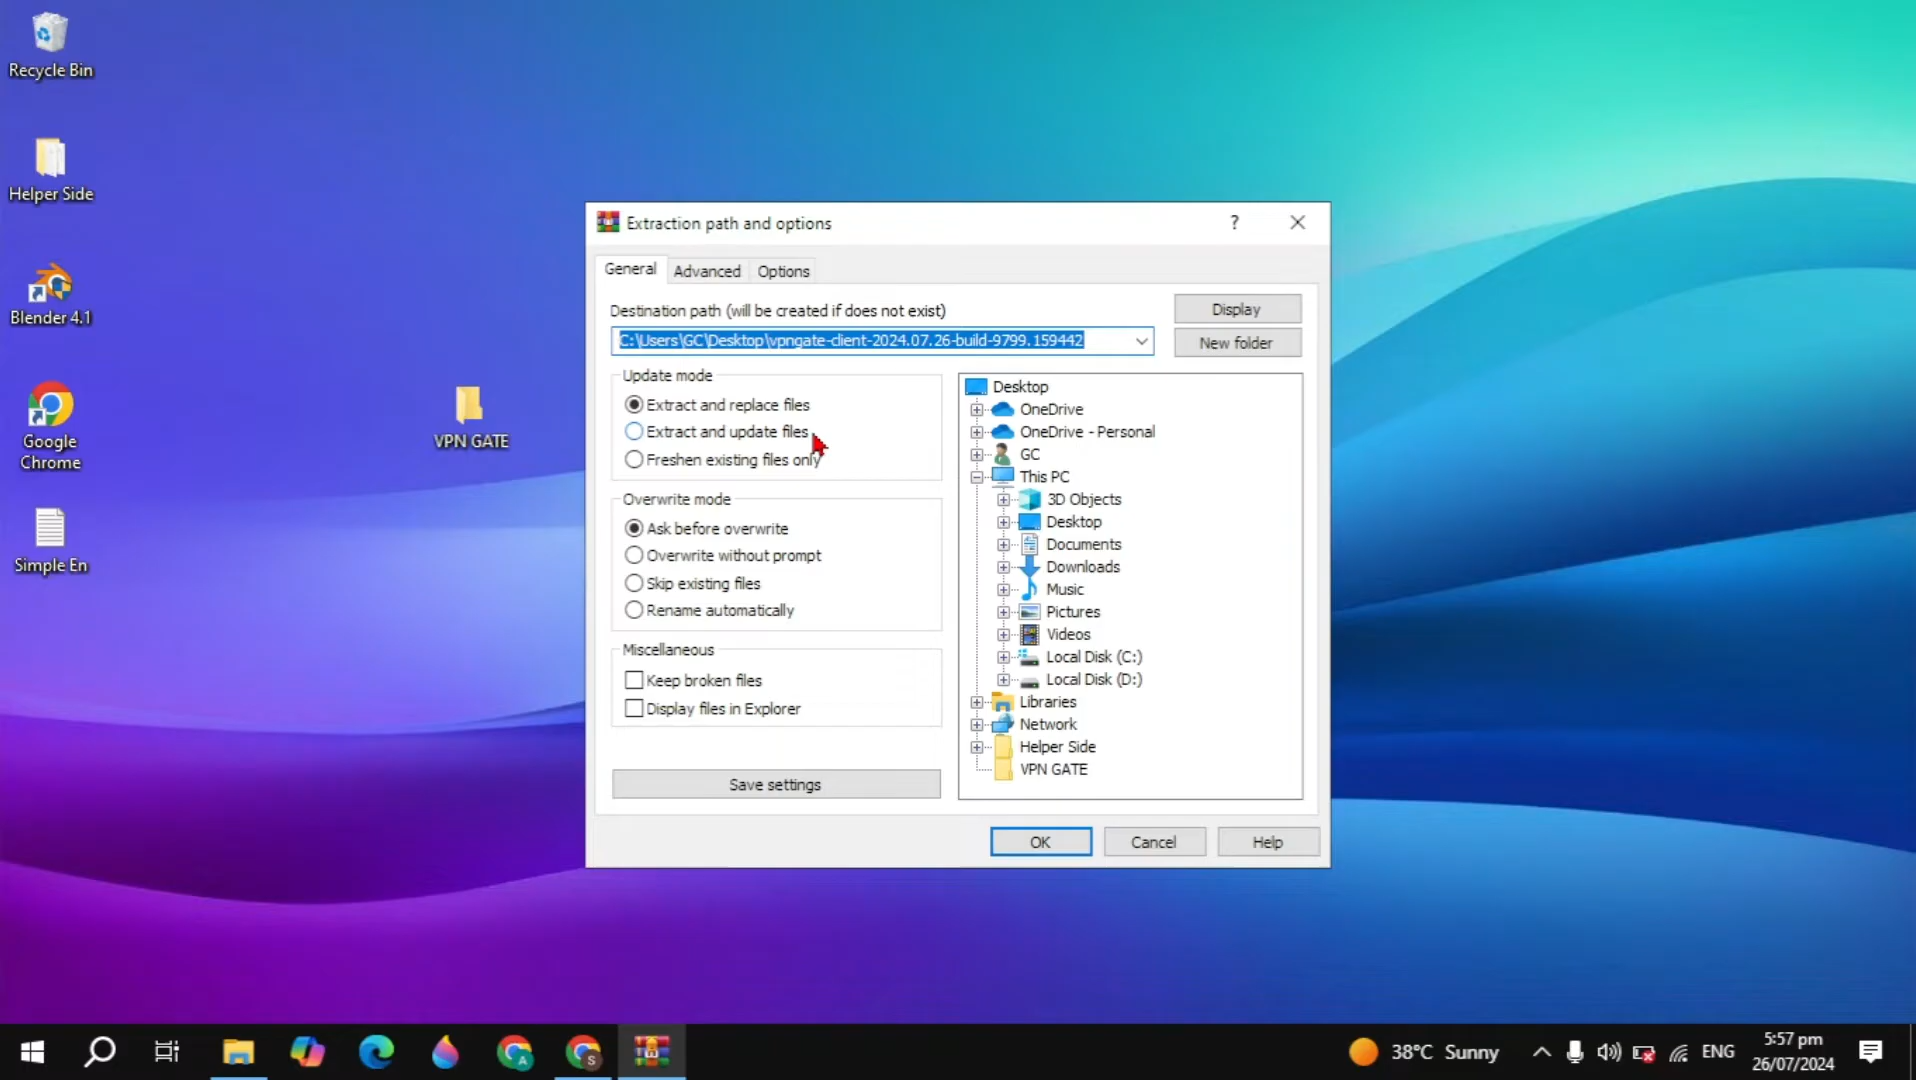 Recycle Bin
Helper Side
Blender 4.1
Google
Chrome
Simple En
VPN GATE
Extraction path and options
?
General
Advanced
Options
Destination path (will be created if does not exist)
Display
C:\Users\GC\Desktop\vpngate-client-2024.07.26-build-9799.159442
New folder
Update mode
Extract and replace files
Extract and update files
Freshen existing files only
Overwrite mode
Ask before overwrite
Overwrite without prompt
Skip existing files
Rename automatically
Miscellaneous
Keep broken files
Display files in Explorer
Save settings
Desktop
OneDrive
OneDrive - Personal
GC
This PC
3D Objects
Desktop
Documents
Downloads
Music
Pictures
Videos
Local Disk (C:)
Local Disk (D:)
Libraries
Network
Helper Side
VPN GATE
OK
Cancel
Help
A
S
38°C Sunny
ENG
5:57 pm
26/07/2024